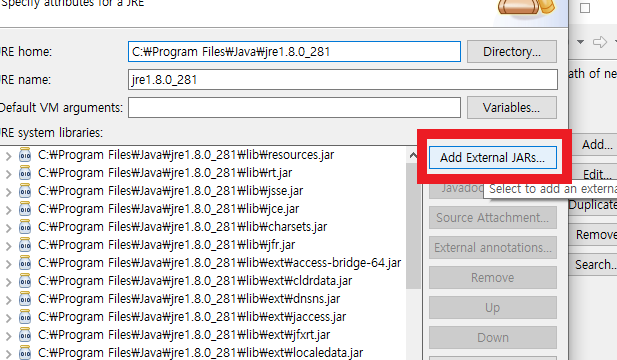 Specify attributes for a JRE
JRE home:
C:₩Program Files₩Java₩jre1.8.0_281
Directory...
JRE name:
jre1.8.0_281
Default VM arguments:
Variables...
JRE system libraries:
ath of ne
C:₩Program Files₩Java₩jre1.8.0_281₩lib₩resources.jar
C:₩Program Files₩Java₩jre1.8.0_281₩lib₩rt.jar
C:₩Program Files₩Java₩jre1.8.0_281₩lib₩jsse.jar
C:₩Program Files₩Java₩jre1.8.0_281₩lib₩jce.jar
C:₩Program Files₩Java₩jre1.8.0_281₩lib₩charsets.jar
C:₩Program Files₩Java₩jre1.8.0_281₩lib₩jfr.jar
C:₩Program Files₩Java₩jre1.8.0_281₩lib₩ext₩access-bridge-64.jar
C:₩Program Files₩Java₩jre1.8.0_281₩lib₩ext₩cldrdata.jar
C:₩Program Files₩Java₩jre1.8.0_281₩lib₩ext₩dnsns.jar
C:₩Program Files₩Java₩jre1.8.0_281₩lib₩ext₩jaccess.jar
C:₩Program Files₩Java₩jre1.8.0_281₩lib₩ext₩jfxrt.jar
C:₩Program Files₩Java₩jre1.8.0_281₩lib₩ext₩localedata.jar
Add External JARs...
Javadoc
Select to add an externa
Source Attachment...
External annotations...
Remove
Up
Down
Add...
Edit...
Duplicate
Remove
Search...